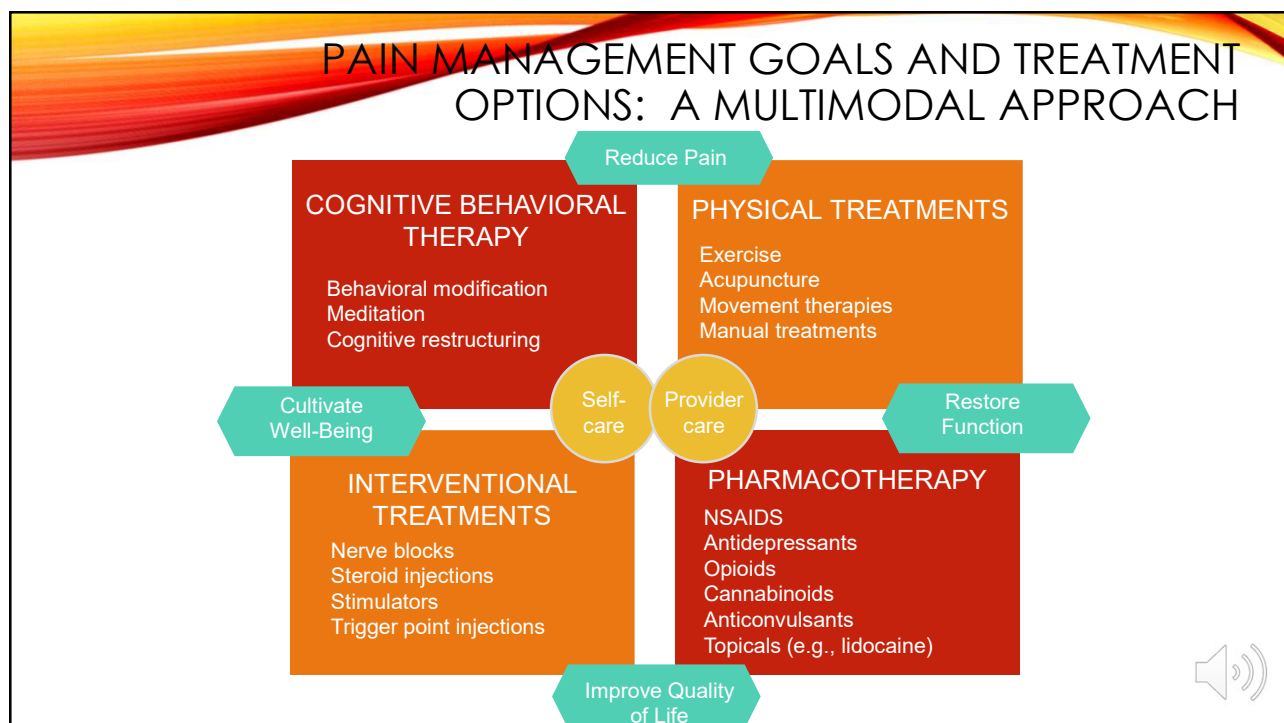 PAIN MANAGEMENT GOALS AND TREATMENT
OPTIONS: A MULTIMODAL APPROACH
Reduce Pain
COGNITIVE BEHAVIORAL
THERAPY
Behavioral modification
Meditation
Cognitive restructuring
PHYSICAL TREATMENTS
Exercise
Acupuncture
Movement therapies
Manual treatments
Cultivate
Well-Being
Self-
care
Provider
care
Restore
Function
INTERVENTIONAL
TREATMENTS
Nerve blocks
Steroid injections
Stimulators
Trigger point injections
PHARMACOTHERAPY
NSAIDS
Antidepressants
Opioids
Cannabinoids
Anticonvulsants
Topicals (e.g., lidocaine)
Improve Quality
of Life